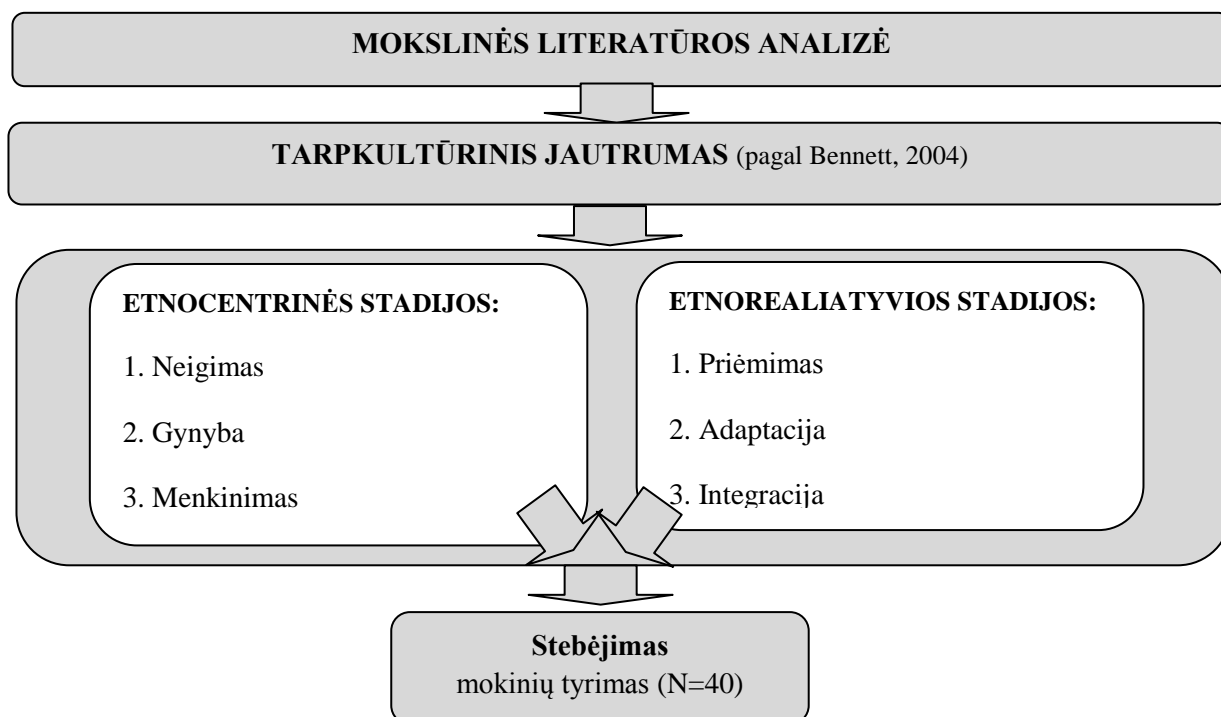 MOKSLINĖS LITERATŪROS ANALIZĖ
TARPKULTŪRINIS JAUTRUMAS (pagal Bennett, 2004)
ETNOCENTRINĖS STADIJOS:
1. Neigimas
2. Gynyba
3. Menkinimas
ETNOREALIATYVIOS STADIJOS:
1. Priėmimas
2. Adaptacija
3. Integracija
Stebėjimas
mokinių tyrimas (N=40)